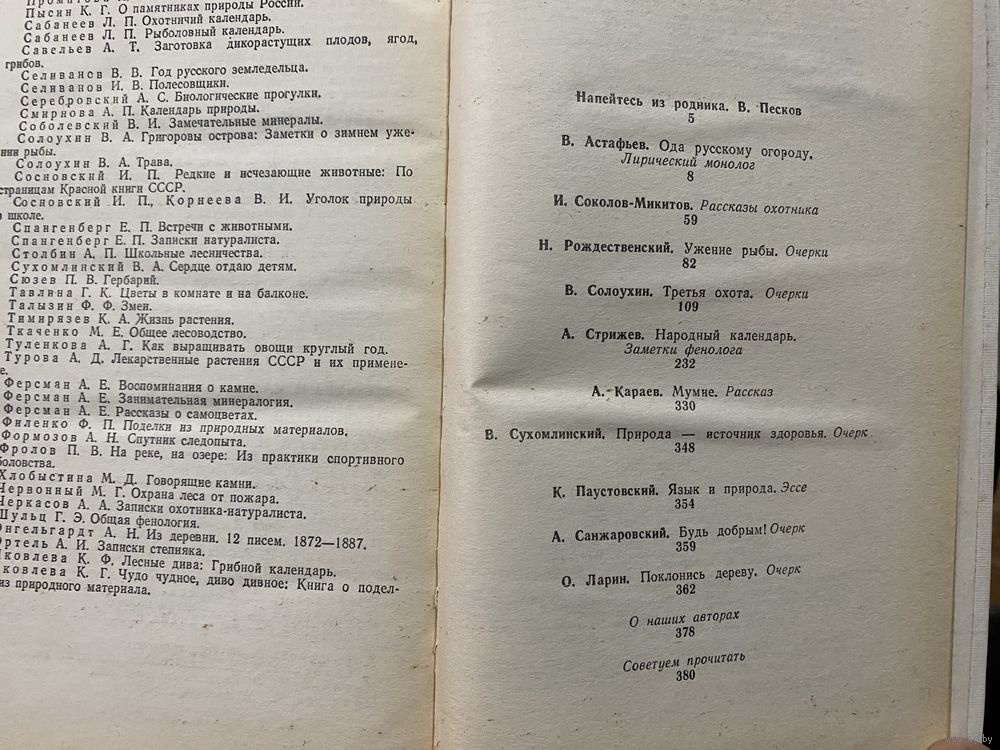 Пысин К. Г. О памятниках природы России.
Сабанеев Л. П. Охотничий календарь.
Сабанеев Л. П. Рыболовный календарь.
Савельев А. Т. Заготовка дикорастущих плодов, ягод,
грибов.
Селиванов В. В. Год русского земледельца.
Селиванов И. В. Полесовщики.
Серебровский А. С. Биологические прогулки.
Смирнова А. П. Календарь природы.
Соболевский В. И. Замечательные минералы.
Солоухин В. А. Григоровы острова: Заметки о зимнем уже-
нии рыбы.
Солоухин В. А. Трава.
Сосновский И. П. Редкие и исчезающие животные: По
страницам Красной книги СССР.
Сосновский И. П., Корнеева В. И. Уголок природы
в школе.
Спангенберг Е. П. Встречи с животными.
Спангенберг Е. П. Записки натуралиста.
Столбин А. П. Школьные лесничества.
Сухомлинский В. А. Сердце отдаю детям.
Сюзев П. В. Гербарий.
Тавлина Г. К. Цветы в комнате и на балконе.
Талызин Ф. Ф. Змеи.
Тимирязев К. А. Жизнь растения.
Ткаченко М. Е. Общее лесоводство.
Туленкова А. Г. Как выращивать овощи круглый год.
Турова А. Д. Лекарственные растения СССР и их примене-
е.
Ферсман А. Е. Воспоминания о камне.
Ферсман А. Е. Занимательная минералогия.
Ферсман А. Е. Рассказы о самоцветах.
Филенко Ф. П. Поделки из природных материалов.
Формозов А. Н. Спутник следопыта.
Фролов П. В. На реке, на озере: Из практики спортивного
боловства.
Хлобыстина М. Д. Говорящие камни.
Червонный М. Г. Охрана леса от пожара.
Черкасов А. А. Записки охотника-натуралиста.
Шульц Г. Э. Общая фенология.
Энгельгардт А. Н. Из деревни. 12 писем. 1872—1887.
Эртель А. И. Записки степняка.
Яковлева К. Ф. Лесные дива: Грибной календарь.
Яковлева К. Г. Чудо чудное, диво дивное: Книга о подел-
из природного материала.
Напейтесь из родника. В. Песков
5
В. Астафьев. Ода русскому огороду.
Лирический монолог
8
И. Соколов-Микитов. Рассказы охотника
59
Н. Рождественский. Ужение рыбы. Очерки
82
В. Солоухин. Третья охота. Очерки
109
А. Стрижев. Народный календарь.
Заметки фенолога
232
А. Караев. Мумие. Рассказ
330
В. Сухомлинский. Природа — источник здоровья. Очерк
348
К. Паустовский. Язык и природа. Эссе
354
А. Санжаровский. Будь добрым! Очерк
359
О. Ларин. Поклонись дереву. Очерк
362
О наших авторах
378
Советуем прочитать
380